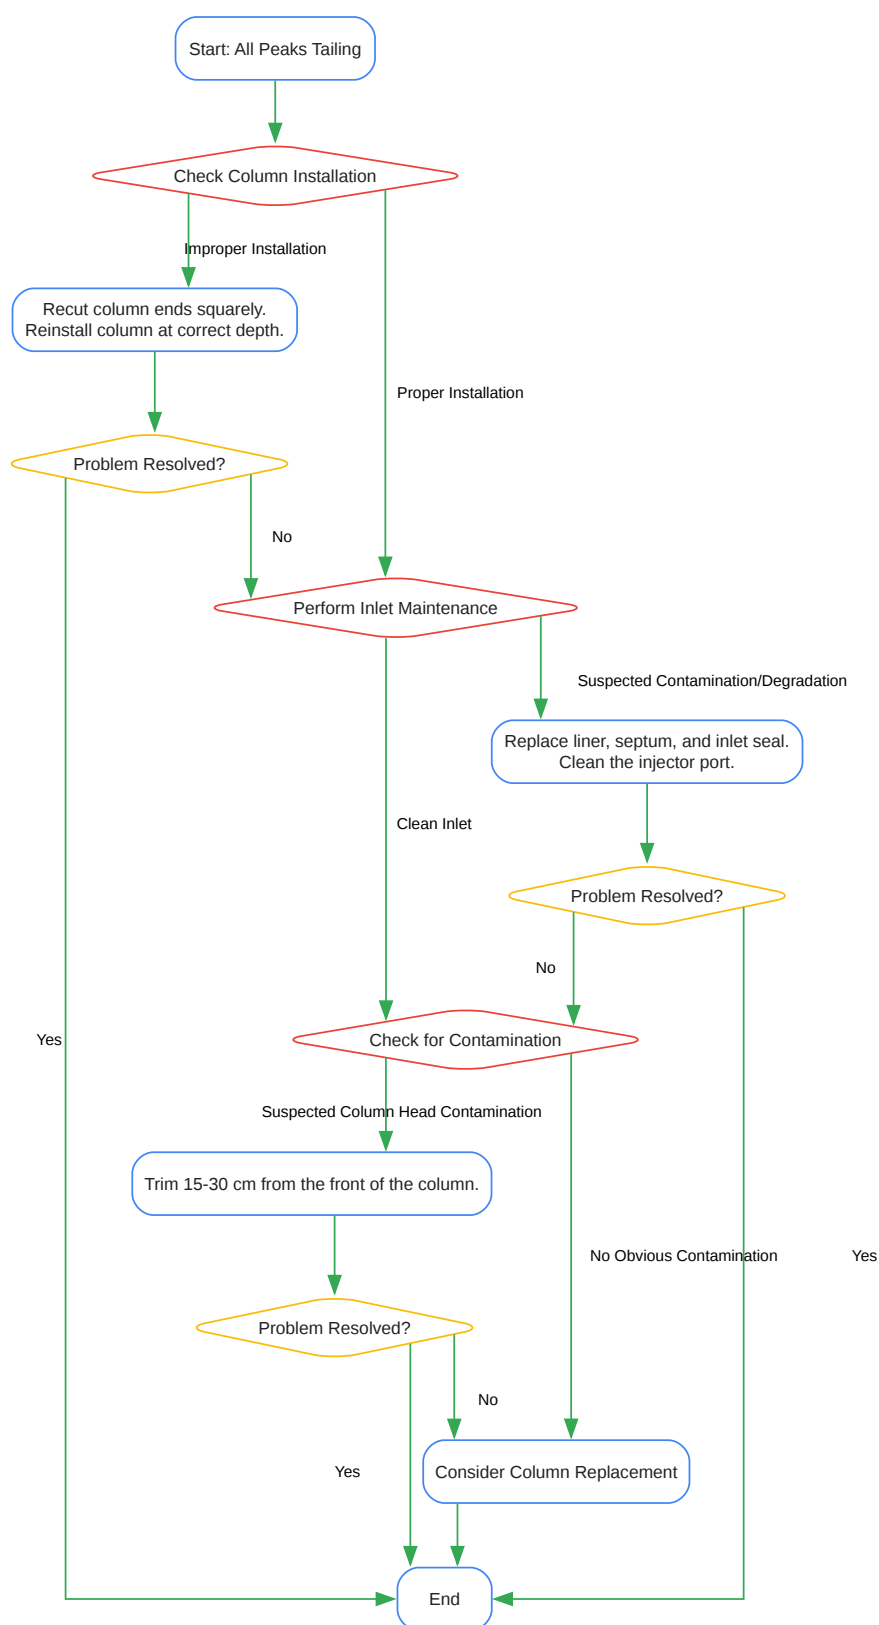 Start: All Peaks Tailing
Check Column Installation
Improper Installation
Recut column ends squarely.
Reinstall column at correct depth.
Proper Installation
Problem Resolved?
No
Perform Inlet Maintenance
Suspected Contamination/Degradation
Replace liner, septum, and inlet seal.
Clean the injector port.
Clean Inlet
Problem Resolved?
No
Yes
Check for Contamination
Suspected Column Head Contamination
Trim 15-30 cm from the front of the column.
No Obvious Contamination
Yes
Problem Resolved?
No
Yes
Consider Column Replacement
End